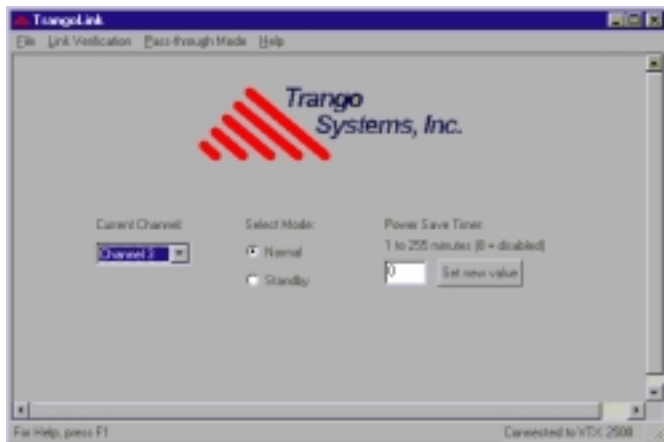 TrangoLink
File Link Verification Pass-through Mode Help
Trango
Systems, Inc.
Current Channel: Select Mode: Power Save Timer:
1 to 255 minutes (0 = disabled)
Channel 3 Normal 0 Set new value
Standby
For Help, press F1 Connected to VTX 2500